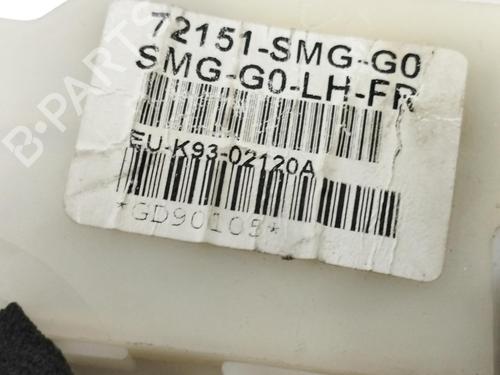 72151-SMG-G0
SMG-G0-LH-FR
EU-K93-02120A
*GD90105*
B-PARTS